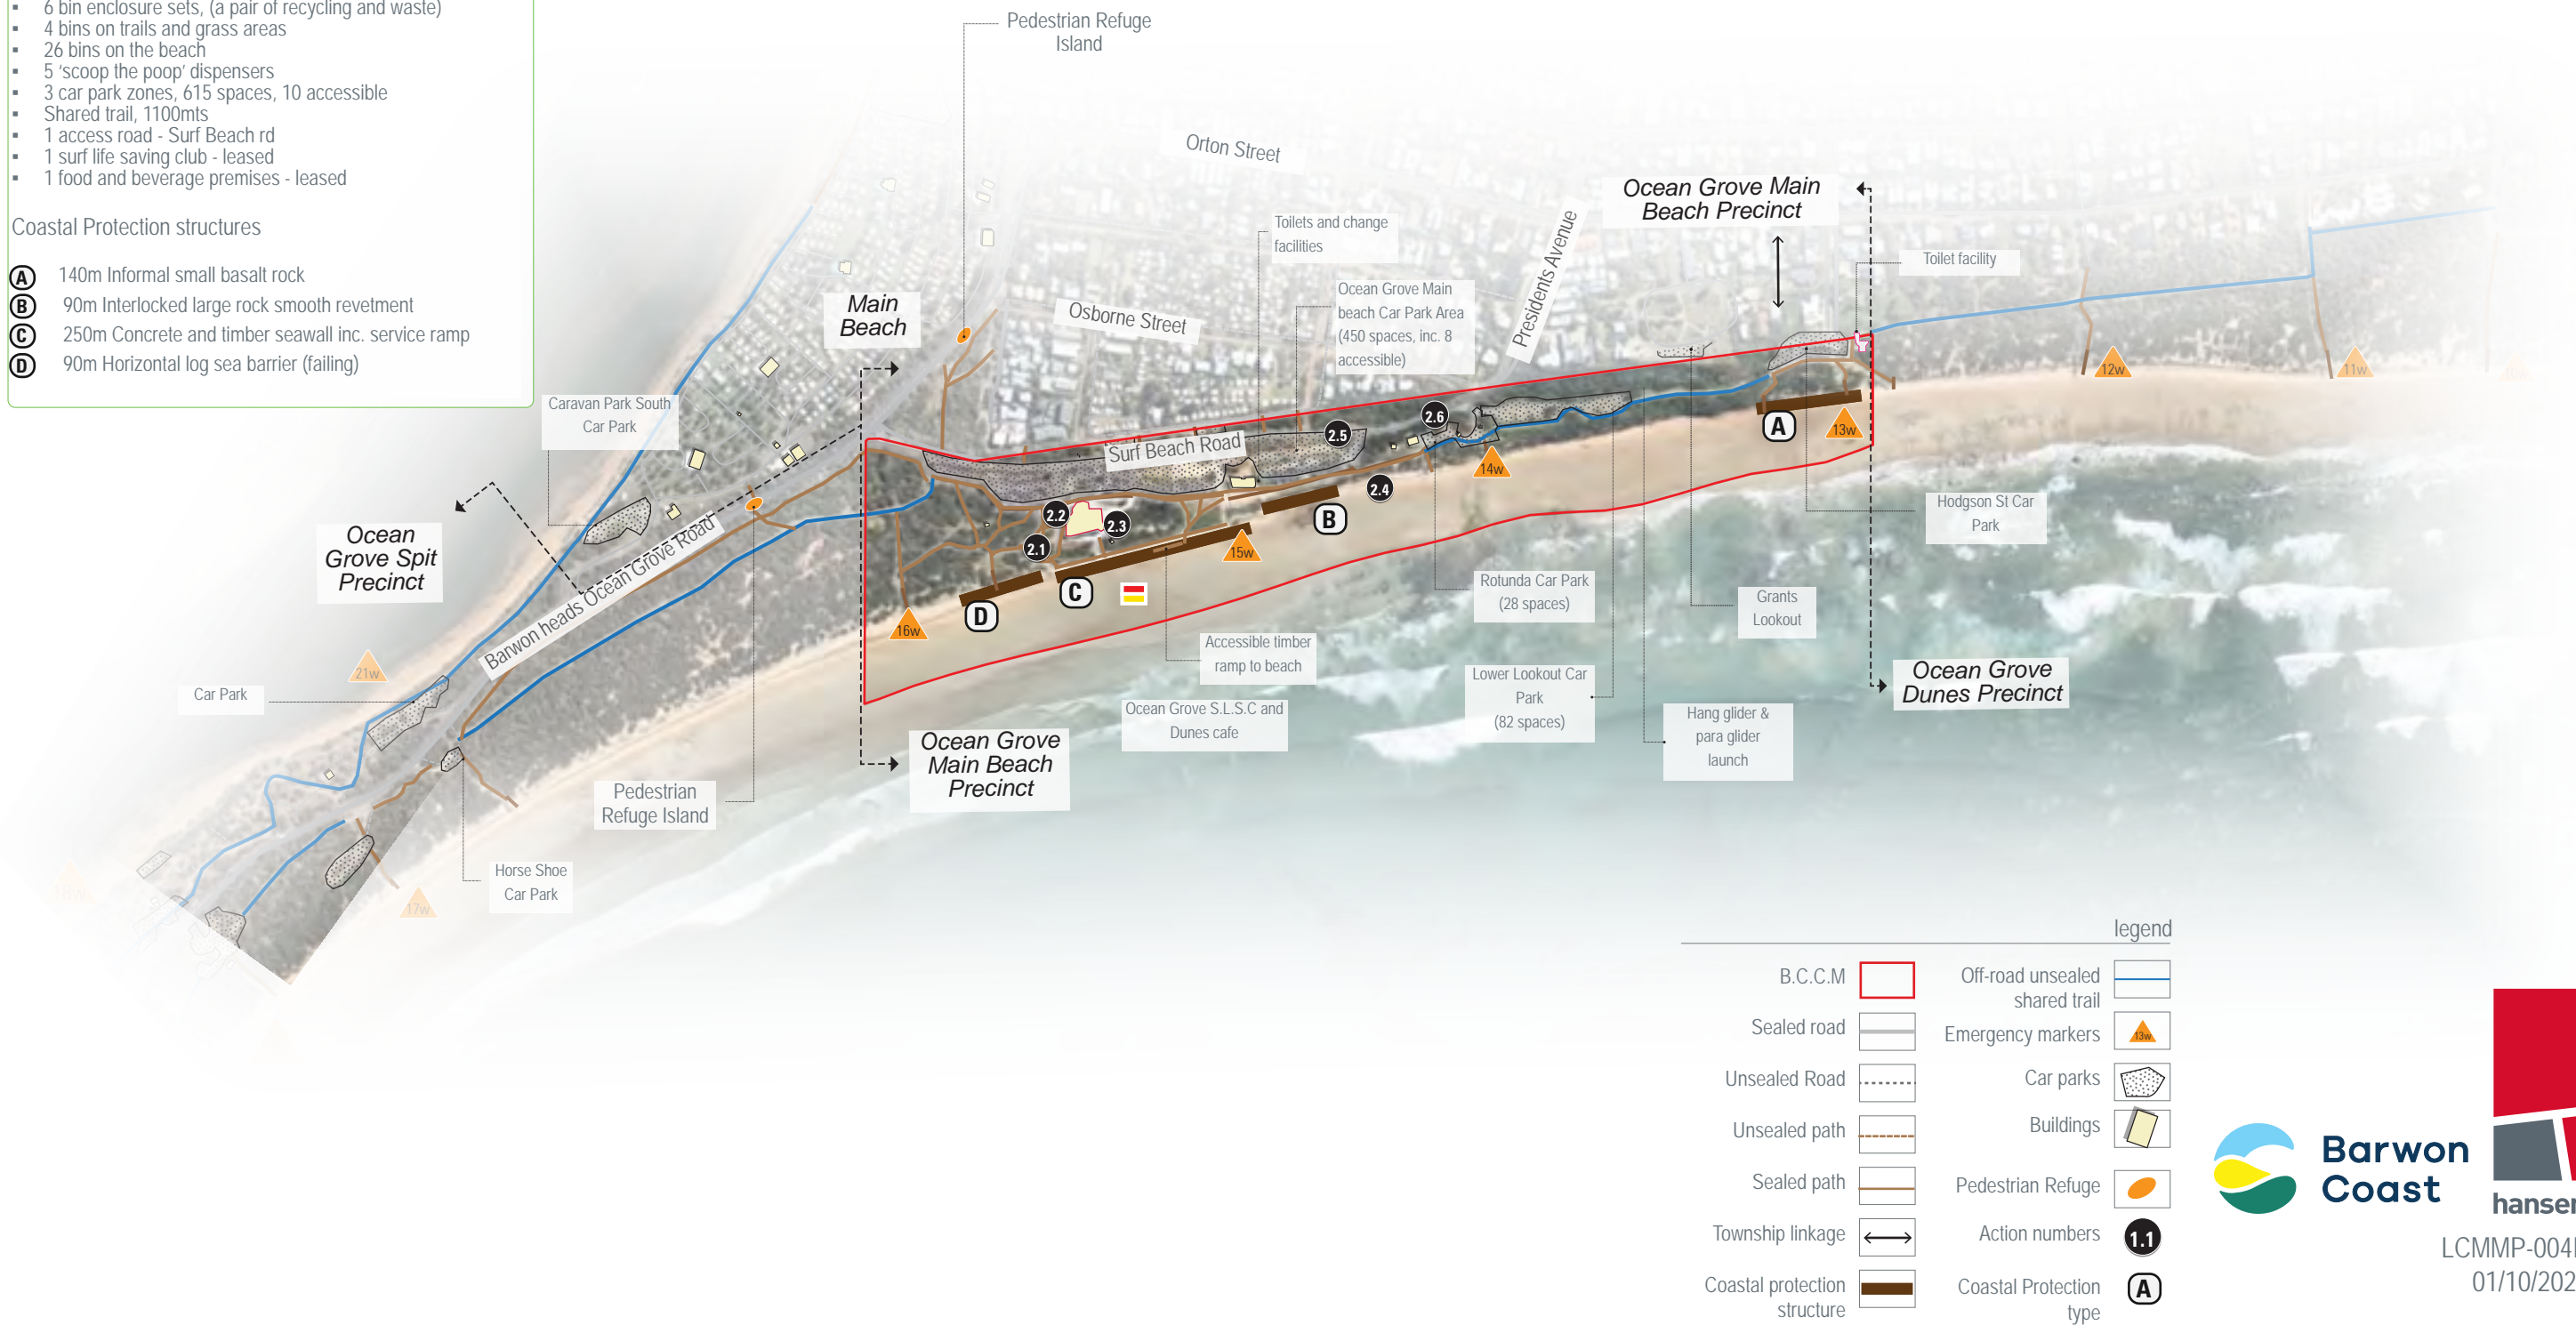 6 bin enclosure sets, (a pair of recycling and waste)
4 bins on trails and grass areas
26 bins on the beach
5 'scoop the poop' dispensers
3 car park zones, 615 spaces, 10 accessible
Shared trail, 1100mts
1 access road - Surf Beach rd
1 surf life saving club - leased
1 food and beverage premises - leased
Coastal Protection structures
A 140m Informal small basalt rock
B 90m Interlocked large rock smooth revetment
C 250m Concrete and timber seawall inc. service ramp
D 90m Horizontal log sea barrier (failing)
Pedestrian Refuge
Island
Orton Street
Toilets and change
facilities
Ocean Grove Main
beach Car Park Area
(450 spaces, inc. 8
accessible)
Presidents Avenue
Ocean Grove Main
Beach Precinct
Toilet facility
Main
Beach
Osborne Street
Caravan Park South
Car Park
Surf Beach Road
2.5
2.6
2.4
2.2
2.3
2.1
A
B
C
D
11w
12w
13w
14w
15w
16w
17w
21w
Ocean
Grove Spit
Precinct
Barwon heads Ocean Grove Road
Car Park
Hodgson St Car
Park
Rotunda Car Park
(28 spaces)
Grants
Lookout
Accessible timber
ramp to beach
Lower Lookout Car
Park
(82 spaces)
Ocean Grove
Dunes Precinct
Ocean Grove S.L.S.C and
Dunes cafe
Hang glider &
para glider
launch
Ocean Grove
Main Beach
Precinct
Pedestrian
Refuge Island
Horse Shoe
Car Park
legend
B.C.C.M
Sealed road
Unsealed Road
Unsealed path
Sealed path
Township linkage
Coastal protection
structure
Off-road unsealed
shared trail
Emergency markers
13w
Car parks
Buildings
Pedestrian Refuge
Action numbers
1.1
Coastal Protection
type
A
Barwon
Coast
hansen
LCMMP-004
01/10/202